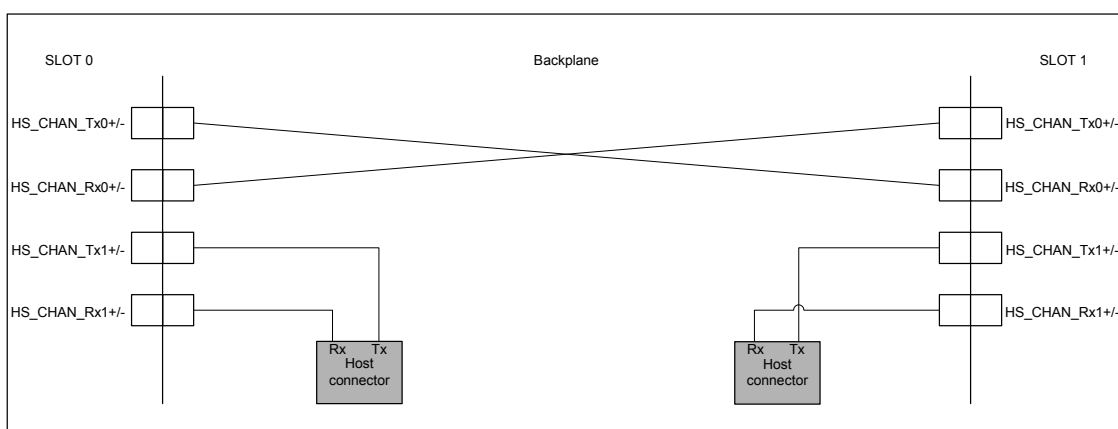 SLOT 0
Backplane
SLOT 1
HS_CHAN_Tx0+/-
HS_CHAN_Tx0+/-
HS_CHAN_Rx0+/-
HS_CHAN_Rx0+/-
HS_CHAN_Tx1+/-
HS_CHAN_Tx1+/-
HS_CHAN_Rx1+/-
HS_CHAN_Rx1+/-
Rx Tx
Host
connector
Rx Tx
Host
connector